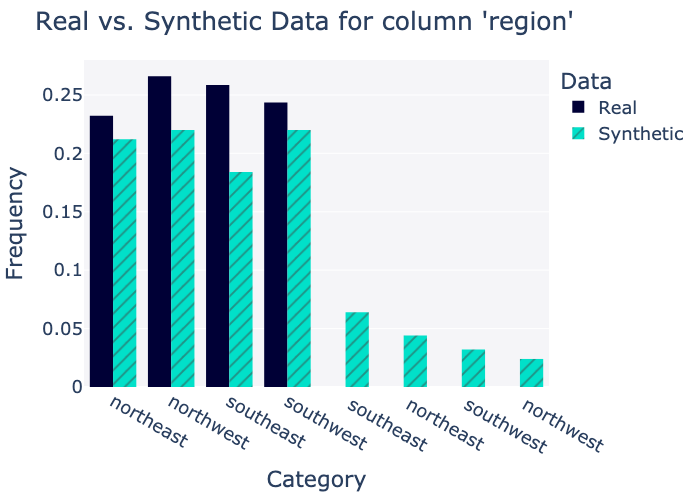 Real vs. Synthetic Data for column 'region'
Data
Real
Synthetic
Frequency
0.25
0.2
0.15
0.1
0.05
0
northeast
northwest
southeast
southwest
southeast
northeast
southwest
northwest
Category